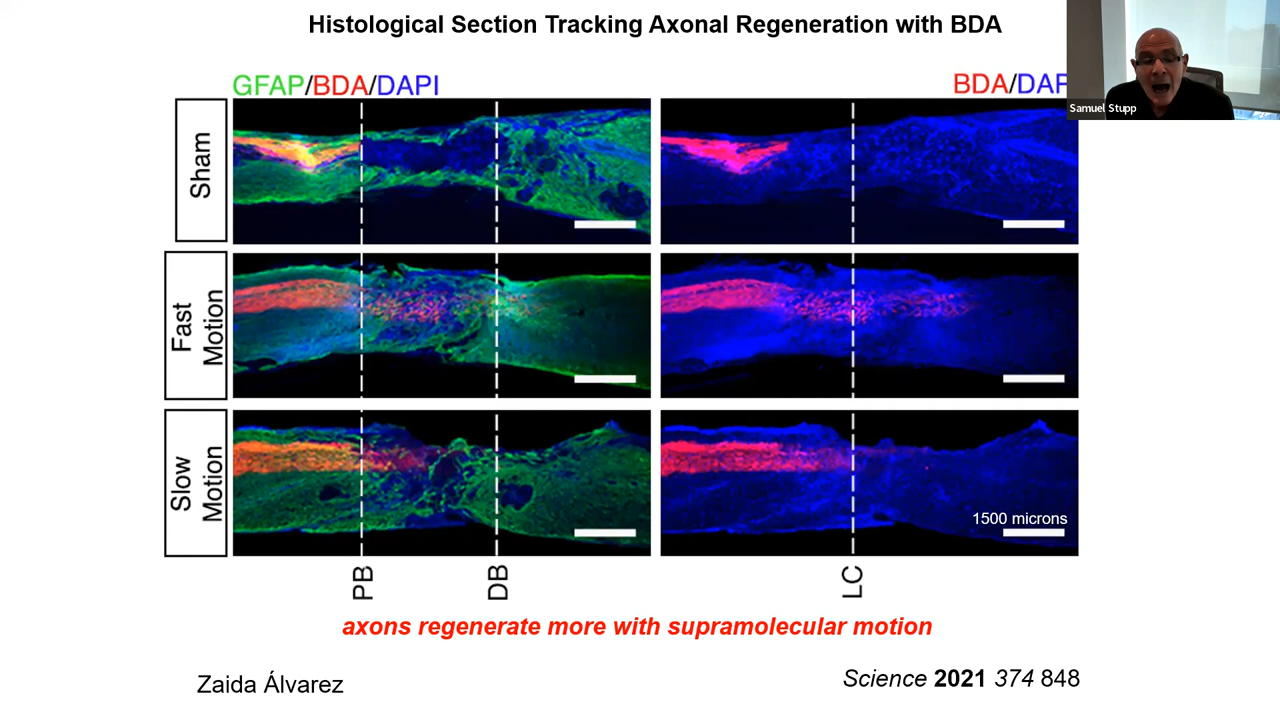 Histological Section Tracking Axonal Regeneration with BDA
Samuel Stupp
GFAP/BDA/DAPI
BDA/DAP
Sham
Fast
Motion
Slow
Motion
1500 microns
PB
DB
LC
axons regenerate more with supramolecular motion
Zaida Álvarez
Science 2021 374 848